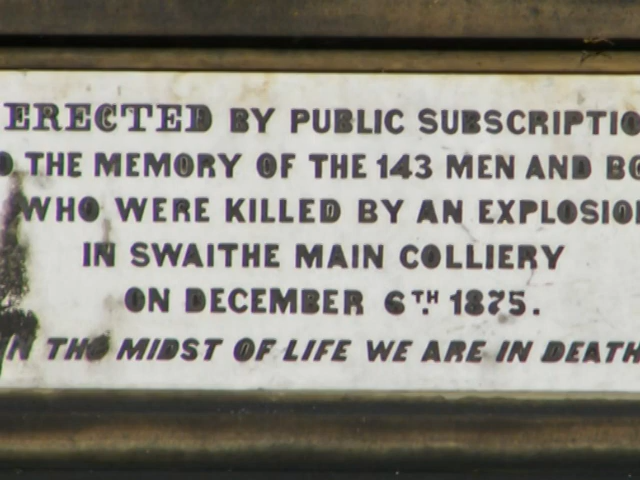 ERECTED BY PUBLIC SUBSCRIPTIO
O THE MEMORY OF THE 143 MEN AND BO
WHO WERE KILLED BY AN EXPLOSIO
IN SWAITHE MAIN COLLIERY
ON DECEMBER 6TH 1875.
IN THE MIDST OF LIFE WE ARE IN DEATH